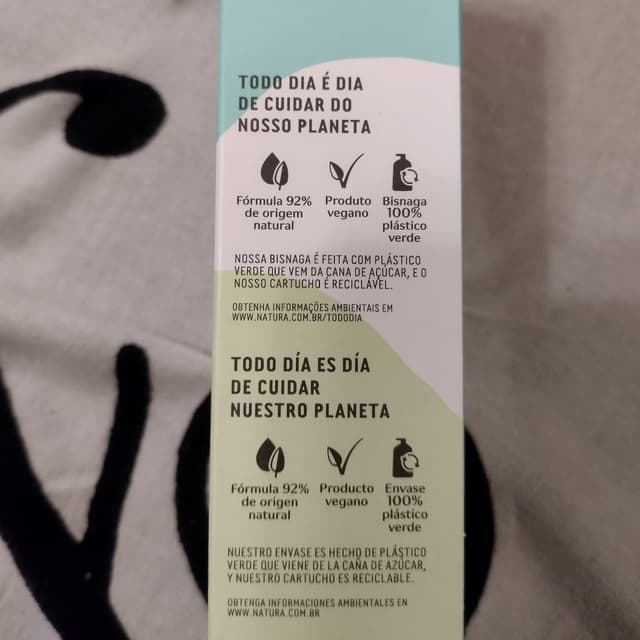 TODO DIA É DIA
DE CUIDAR DO
NOSSO PLANETA
Fórmula 92%
de origem
natural
Produto
vegano
Bisnaga
100%
plástico
verde
NOSSA BISNAGA É FEITA COM PLÁSTICO
VERDE QUE VEM DA CANA DE AÇÚCAR, E O
NOSSO CARTUCHO É RECICLÁVEL.
OBTENHA INFORMAÇÕES AMBIENTAIS EM
WWW.NATURA.COM.BR/TODODIA
TODO DÍA ES DÍA
DE CUIDAR
NUESTRO PLANETA
Fórmula 92%
de origen
natural
Producto
vegano
Envase
100%
plástico
verde
NUESTRO ENVASE ES HECHO DE PLÁSTICO
VERDE QUE VIENE DE LA CAÑA DE AZÚCAR,
Y NUESTRO CARTUCHO ES RECICLABLE.
OBTENGA INFORMACIONES AMBIENTALES EN
WWW.NATURA.COM.BR